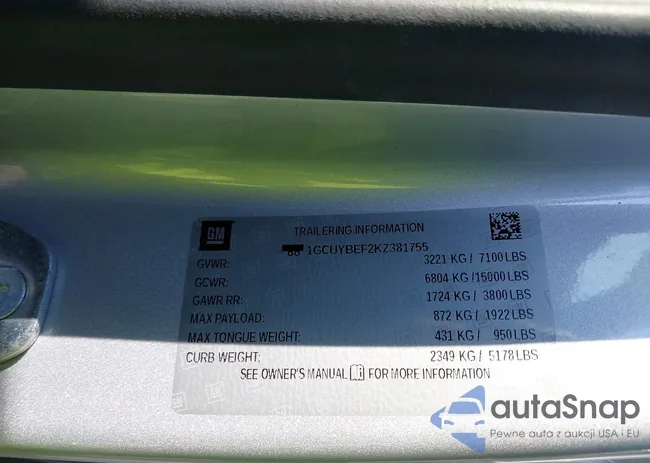 GM
TRAILERING INFORMATION
1GCUYBEF2KZ381755
GVWR: 3221 KG / 7100 LBS
GCWR: 6804 KG / 15000 LBS
GAWR RR: 1724 KG / 3800 LBS
MAX PAYLOAD: 872 KG / 1922 LBS
MAX TONGUE WEIGHT: 431 KG / 950 LBS
CURB WEIGHT: 2349 KG / 5178 LBS
SEE OWNER'S MANUAL FOR MORE INFORMATION
autaSnap
Pewne auta z aukcji USA i EU